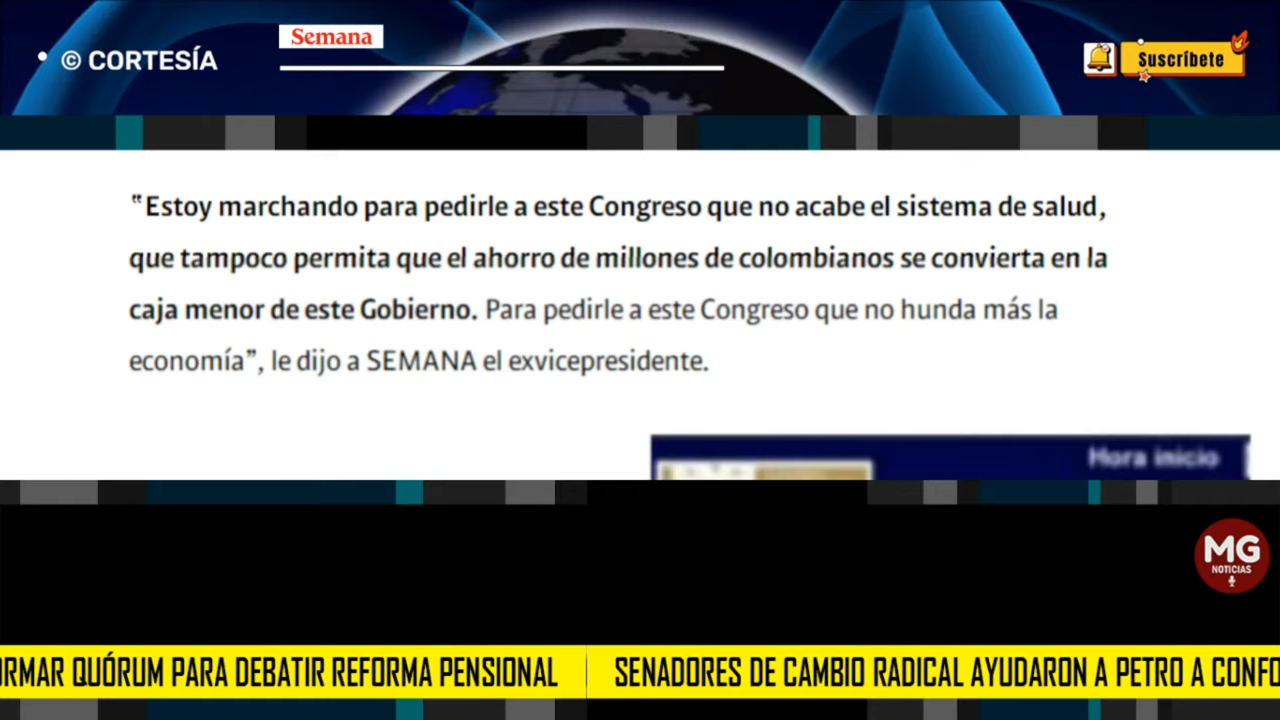 Semana
© CORTESÍA
Suscríbete
"Estoy marchando para pedirle a este Congreso que no acabe el sistema de salud,
que tampoco permita que el ahorro de millones de colombianos se convierta en la
caja menor de este Gobierno. Para pedirle a este Congreso que no hunda más la
economía”, le dijo a SEMANA el exvicepresidente.
Hora inicio
MG
NOTICIAS
ORMAR QUÓRUM PARA DEBATIR REFORMA PENSIONAL
SENADORES DE CAMBIO RADICAL AYUDARON A PETRO A CONFO